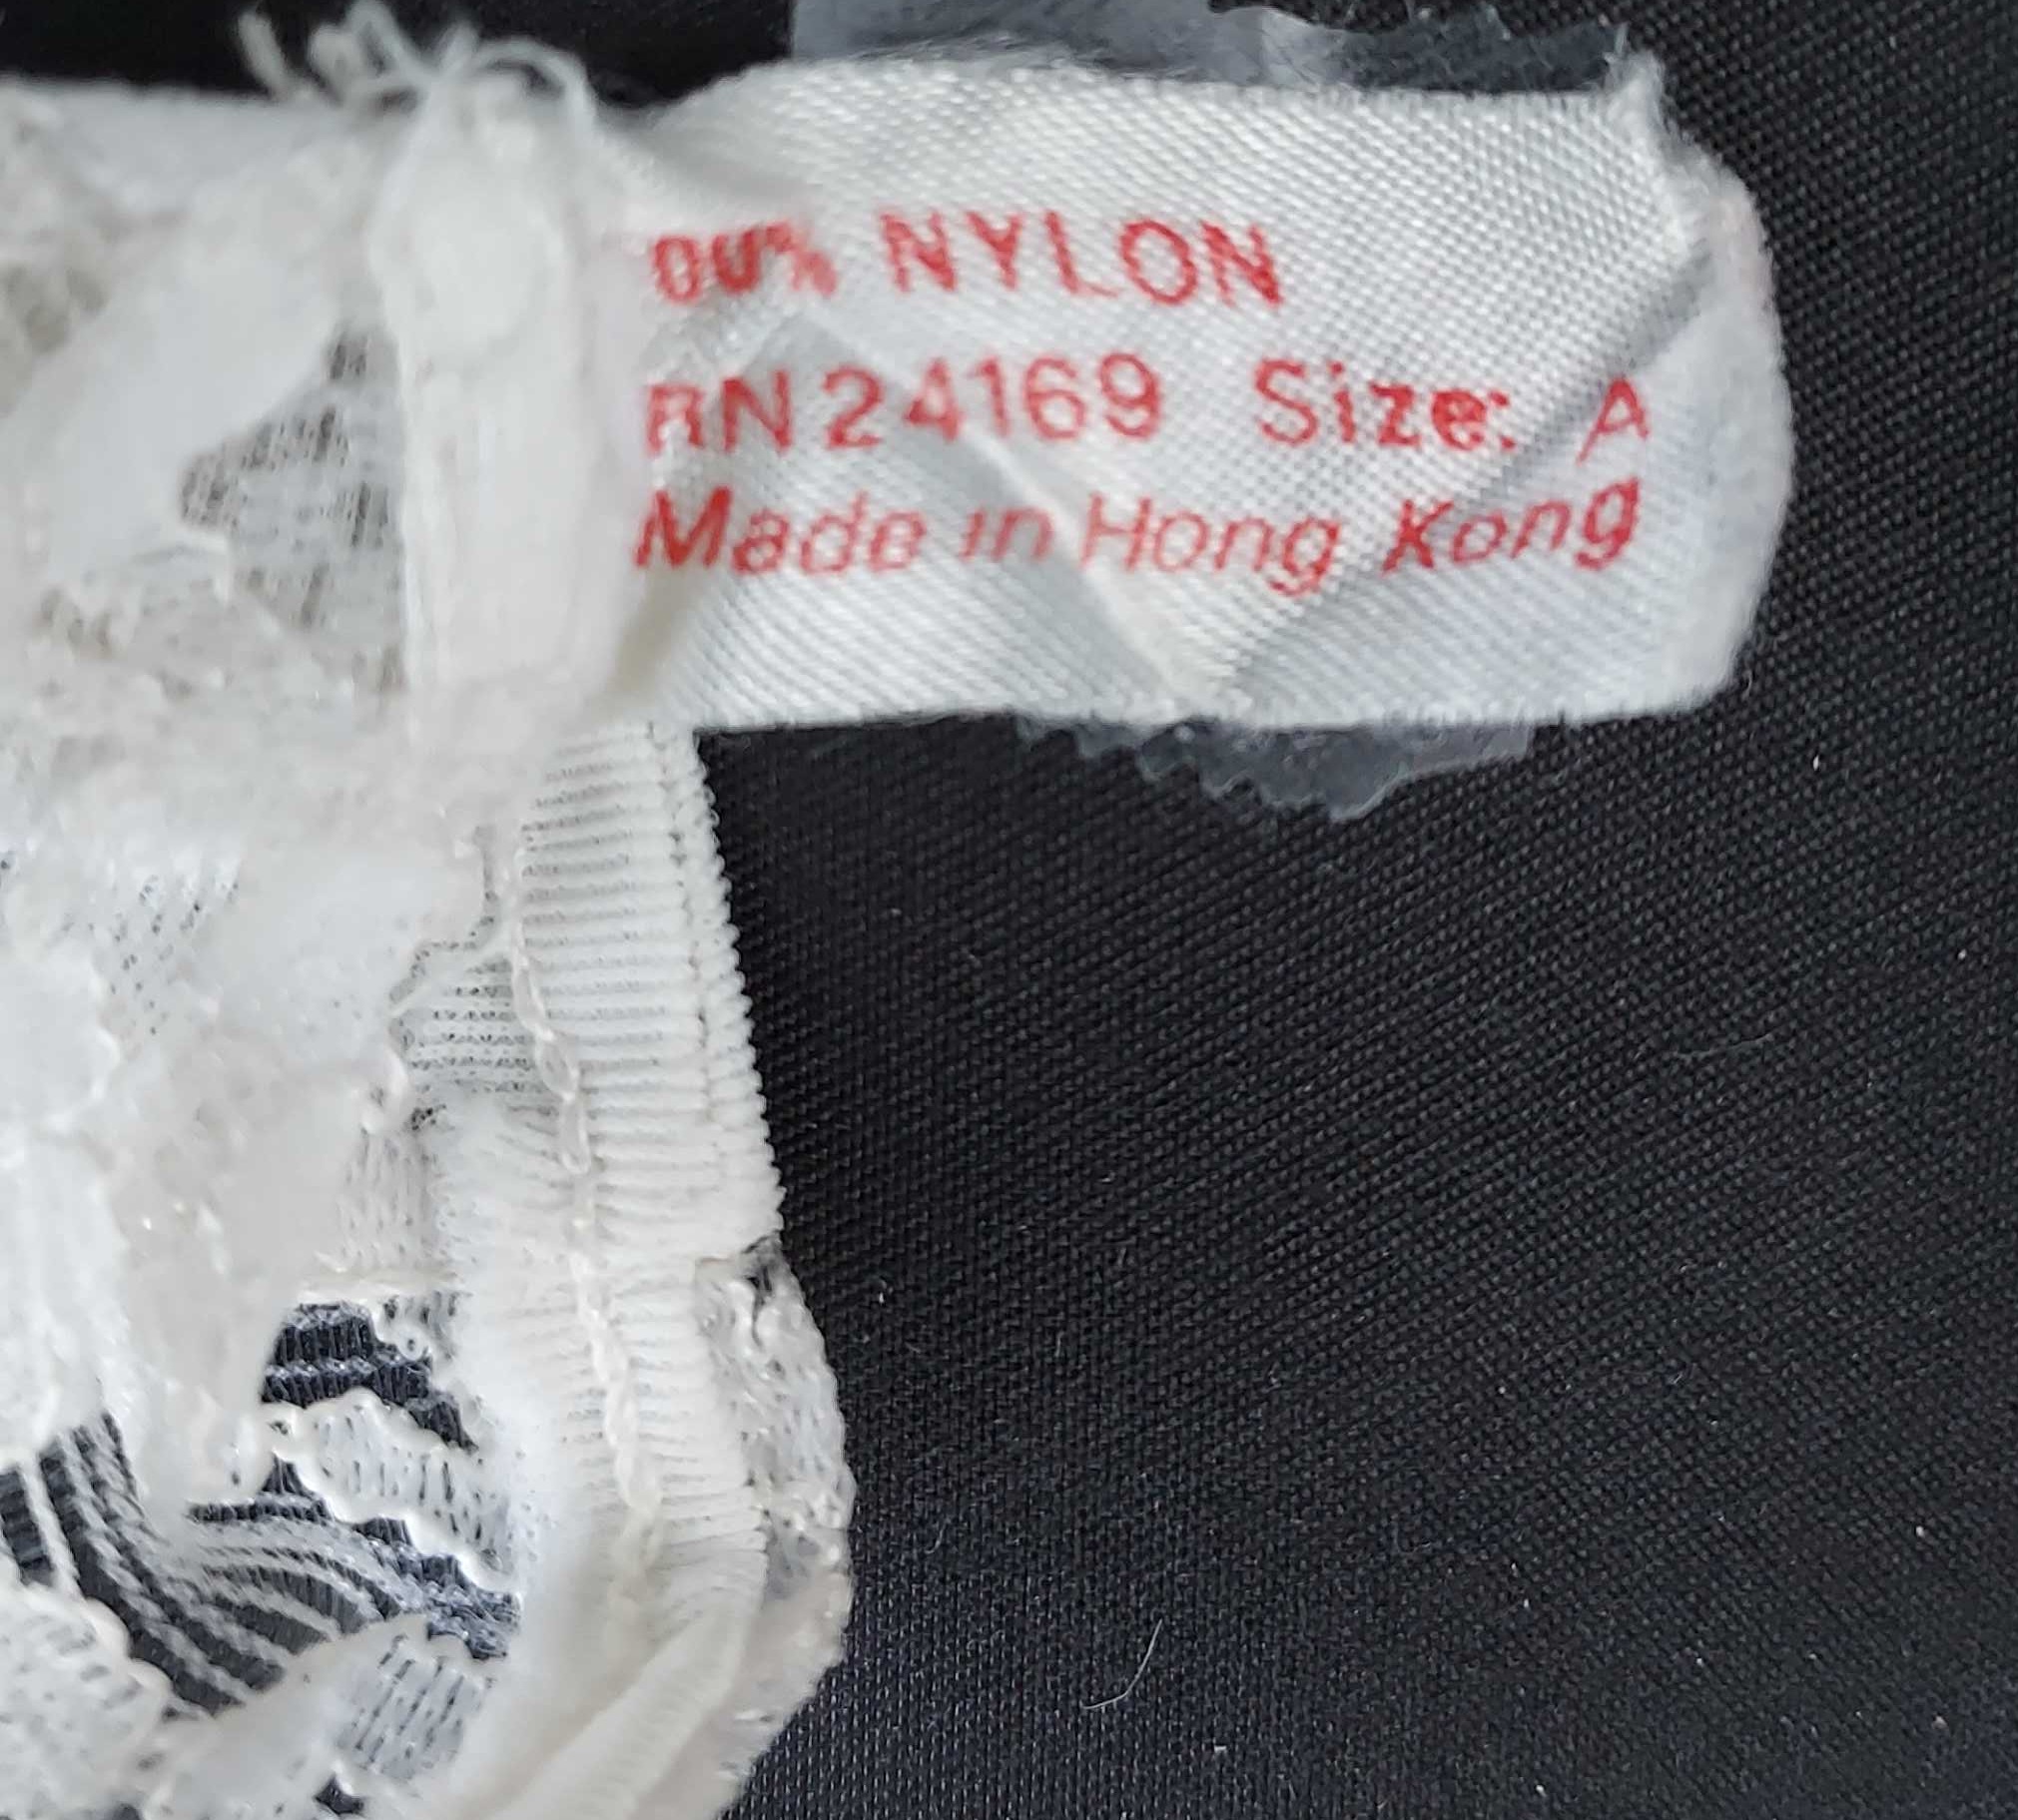 00% NYLON
RN24169 Size: A
Made in Hong Kong